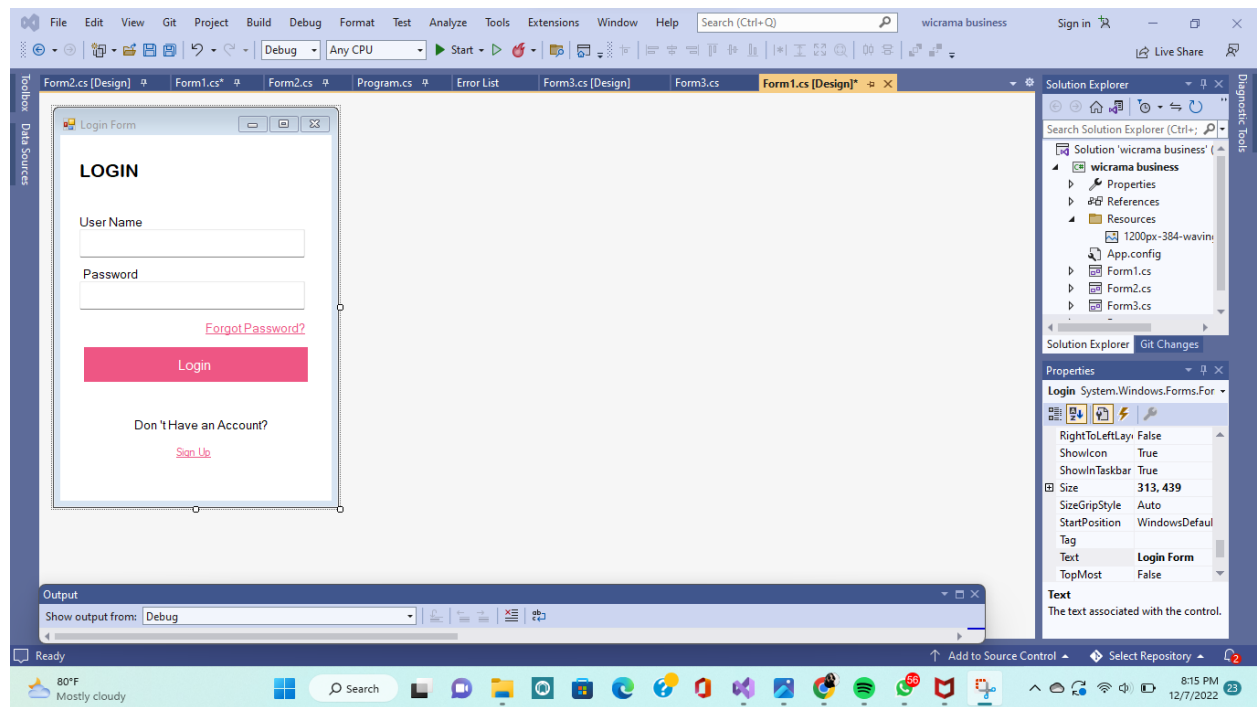 File Edit View Git Project Build Debug Format Test Analyze Tools Extensions Window Help Search (Ctrl+Q) wicrama business Sign in
Debug Any CPU Start Live Share
Form2.cs [Design] Form1.cs* Form2.cs Program.cs Error List Form3.cs [Design] Form3.cs Form1.cs [Design]*
Toolbox
Data Sources
Login Form
LOGIN
User Name
Password
Forgot Password?
Login
Don 't Have an Account?
Sign Up
Solution Explorer
Search Solution Explorer (Ctrl+;
Solution 'wicrama business' (
C# wicrama business
Properties
References
Resources
1200px-384-waving
App.config
Form1.cs
Form2.cs
Form3.cs
Solution Explorer Git Changes
Diagnostic Tools
Properties
Login System.Windows.Forms.For
RightToLeftLay False
ShowIcon True
ShowInTaskbar True
Size 313, 439
SizeGripStyle Auto
StartPosition WindowsDefaul
Tag
Text Login Form
TopMost False
Text
The text associated with the control.
Output
Show output from: Debug
Ready Add to Source Control Select Repository 2
80°F
Mostly cloudy
Search
56
8:15 PM
12/7/2022
23